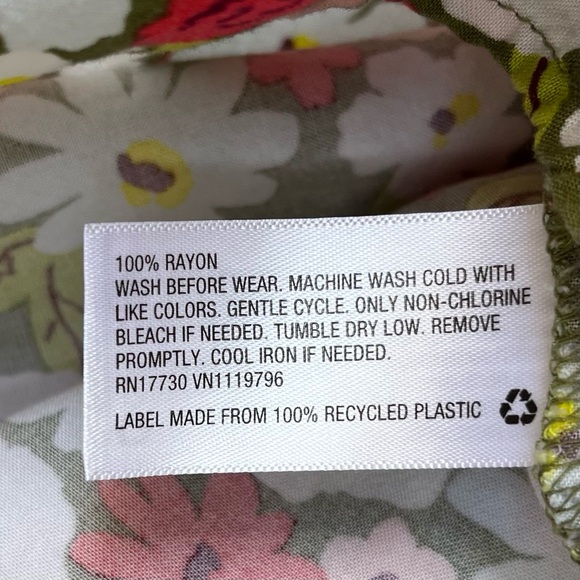 100% RAYON
WASH BEFORE WEAR. MACHINE WASH COLD WITH
LIKE COLORS. GENTLE CYCLE. ONLY NON-CHLORINE
BLEACH IF NEEDED. TUMBLE DRY LOW. REMOVE
PROMPTLY. COOL IRON IF NEEDED.
RN17730 VN1119796
LABEL MADE FROM 100% RECYCLED PLASTIC